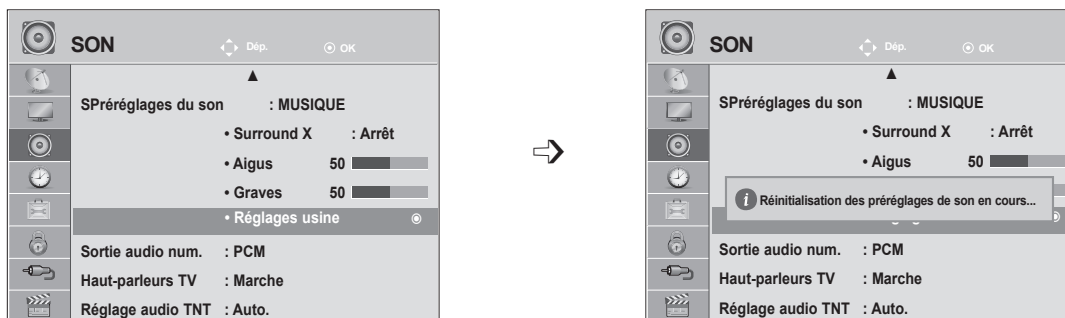 SON Dép. OK
SPréréglages du son : MUSIQUE
• Surround X : Arrêt
• Aigus 50
• Graves 50
• Réglages usine
Sortie audio num. : PCM
Haut-parleurs TV : Marche
Réglage audio TNT : Auto.
SON Dép. OK
SPréréglages du son : MUSIQUE
• Surround X : Arrêt
• Aigus 50
i Réinitialisation des préréglages de son en cours...
Sortie audio num. : PCM
Haut-parleurs TV : Marche
Réglage audio TNT : Auto.